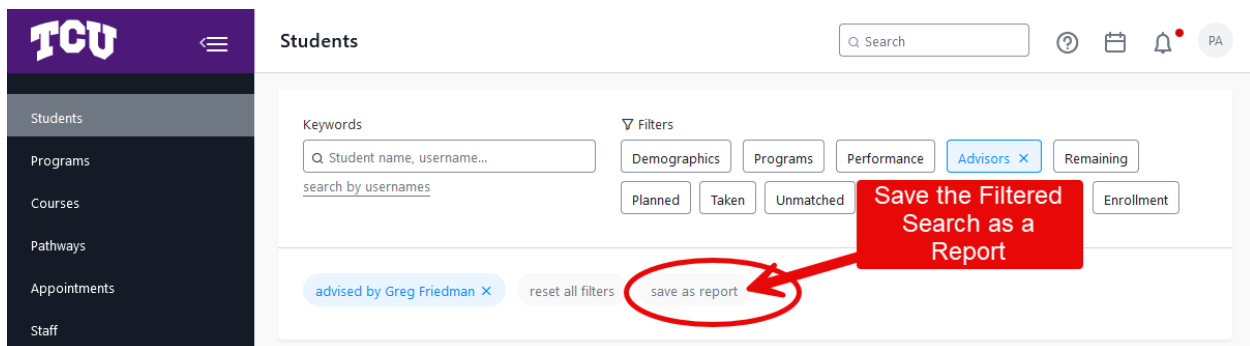 TCU
Students
Search
PA
Students
Programs
Courses
Pathways
Appointments
Staff
Keywords
Student name, username...
search by usernames
Filters
Demographics Programs Performance Advisors × Remaining
Planned Taken Unmatched Enrollment
Save the Filtered
Search as a
Report
advised by Greg Friedman × reset all filters save as report